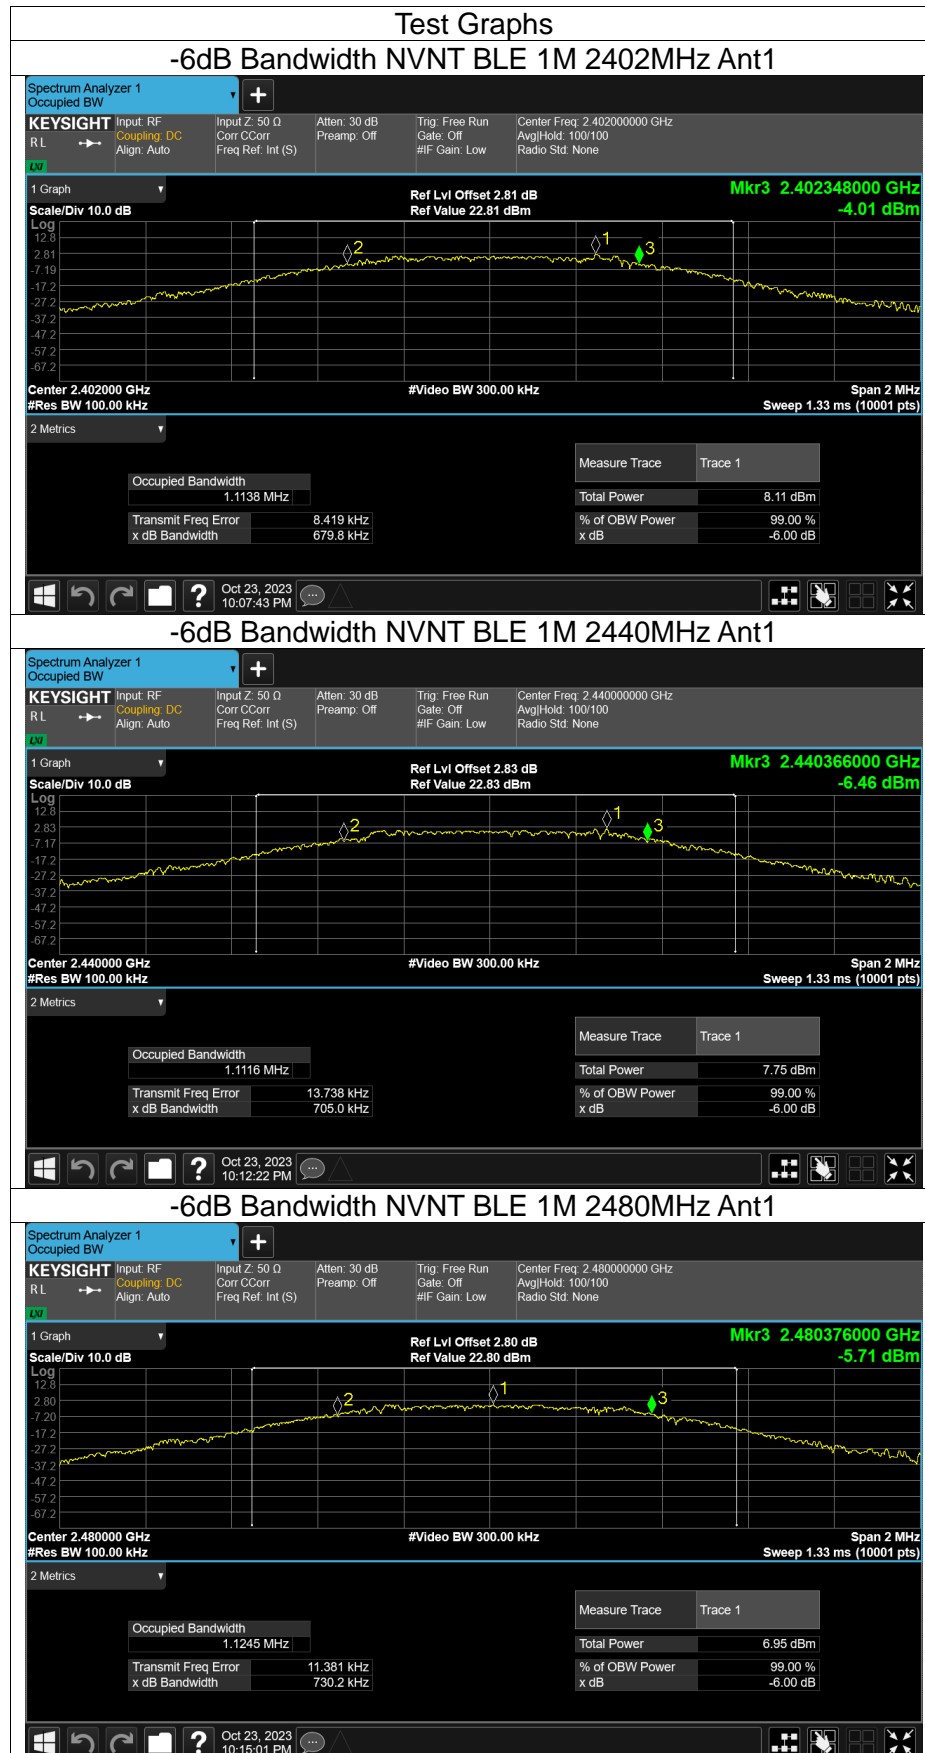 Test Graphs
-6dB Bandwidth NVNT BLE 1M 2402MHz Ant1
Spectrum Analyzer 1
Occupied BW
+
KEYSIGHT Input: RF Input Z: 50 Ω Atten: 30 dB Trig: Free Run Center Freq: 2.402000000 GHz
RL Coupling: DC Corr CCorr Preamp: Off Gate: Off Avg|Hold: 100/100
Align: Auto Freq Ref: Int (S) #IF Gain: Low Radio Std: None
LXI
1 Graph Ref Lvl Offset 2.81 dB Mkr3 2.402348000 GHz
Scale/Div 10.0 dB Ref Value 22.81 dBm -4.01 dBm
Log
12.8
2.81
-7.19
-17.2
-27.2
-37.2
-47.2
-57.2
-67.2
2 1 3
Center 2.402000 GHz #Video BW 300.00 kHz Span 2 MHz
#Res BW 100.00 kHz Sweep 1.33 ms (10001 pts)
2 Metrics
Measure Trace Trace 1
Occupied Bandwidth
1.1138 MHz Total Power 8.11 dBm
Transmit Freq Error 8.419 kHz % of OBW Power 99.00 %
x dB Bandwidth 679.8 kHz x dB -6.00 dB
? Oct 23, 2023
10:07:43 PM
-6dB Bandwidth NVNT BLE 1M 2440MHz Ant1
Spectrum Analyzer 1
Occupied BW
+
KEYSIGHT Input: RF Input Z: 50 Ω Atten: 30 dB Trig: Free Run Center Freq: 2.440000000 GHz
RL Coupling: DC Corr CCorr Preamp: Off Gate: Off Avg|Hold: 100/100
Align: Auto Freq Ref: Int (S) #IF Gain: Low Radio Std: None
LXI
1 Graph Ref Lvl Offset 2.83 dB Mkr3 2.440366000 GHz
Scale/Div 10.0 dB Ref Value 22.83 dBm -6.46 dBm
Log
12.8
2.83
-7.17
-17.2
-27.2
-37.2
-47.2
-57.2
-67.2
2 1 3
Center 2.440000 GHz #Video BW 300.00 kHz Span 2 MHz
#Res BW 100.00 kHz Sweep 1.33 ms (10001 pts)
2 Metrics
Measure Trace Trace 1
Occupied Bandwidth
1.1116 MHz Total Power 7.75 dBm
Transmit Freq Error 13.738 kHz % of OBW Power 99.00 %
x dB Bandwidth 705.0 kHz x dB -6.00 dB
? Oct 23, 2023
10:12:22 PM
-6dB Bandwidth NVNT BLE 1M 2480MHz Ant1
Spectrum Analyzer 1
Occupied BW
+
KEYSIGHT Input: RF Input Z: 50 Ω Atten: 30 dB Trig: Free Run Center Freq: 2.480000000 GHz
RL Coupling: DC Corr CCorr Preamp: Off Gate: Off Avg|Hold: 100/100
Align: Auto Freq Ref: Int (S) #IF Gain: Low Radio Std: None
LXI
1 Graph Ref Lvl Offset 2.80 dB Mkr3 2.480376000 GHz
Scale/Div 10.0 dB Ref Value 22.80 dBm -5.71 dBm
Log
12.8
2.80
-7.20
-17.2
-27.2
-37.2
-47.2
-57.2
-67.2
2 1 3
Center 2.480000 GHz #Video BW 300.00 kHz Span 2 MHz
#Res BW 100.00 kHz Sweep 1.33 ms (10001 pts)
2 Metrics
Measure Trace Trace 1
Occupied Bandwidth
1.1245 MHz Total Power 6.95 dBm
Transmit Freq Error 11.381 kHz % of OBW Power 99.00 %
x dB Bandwidth 730.2 kHz x dB -6.00 dB
? Oct 23, 2023
10:15:01 PM